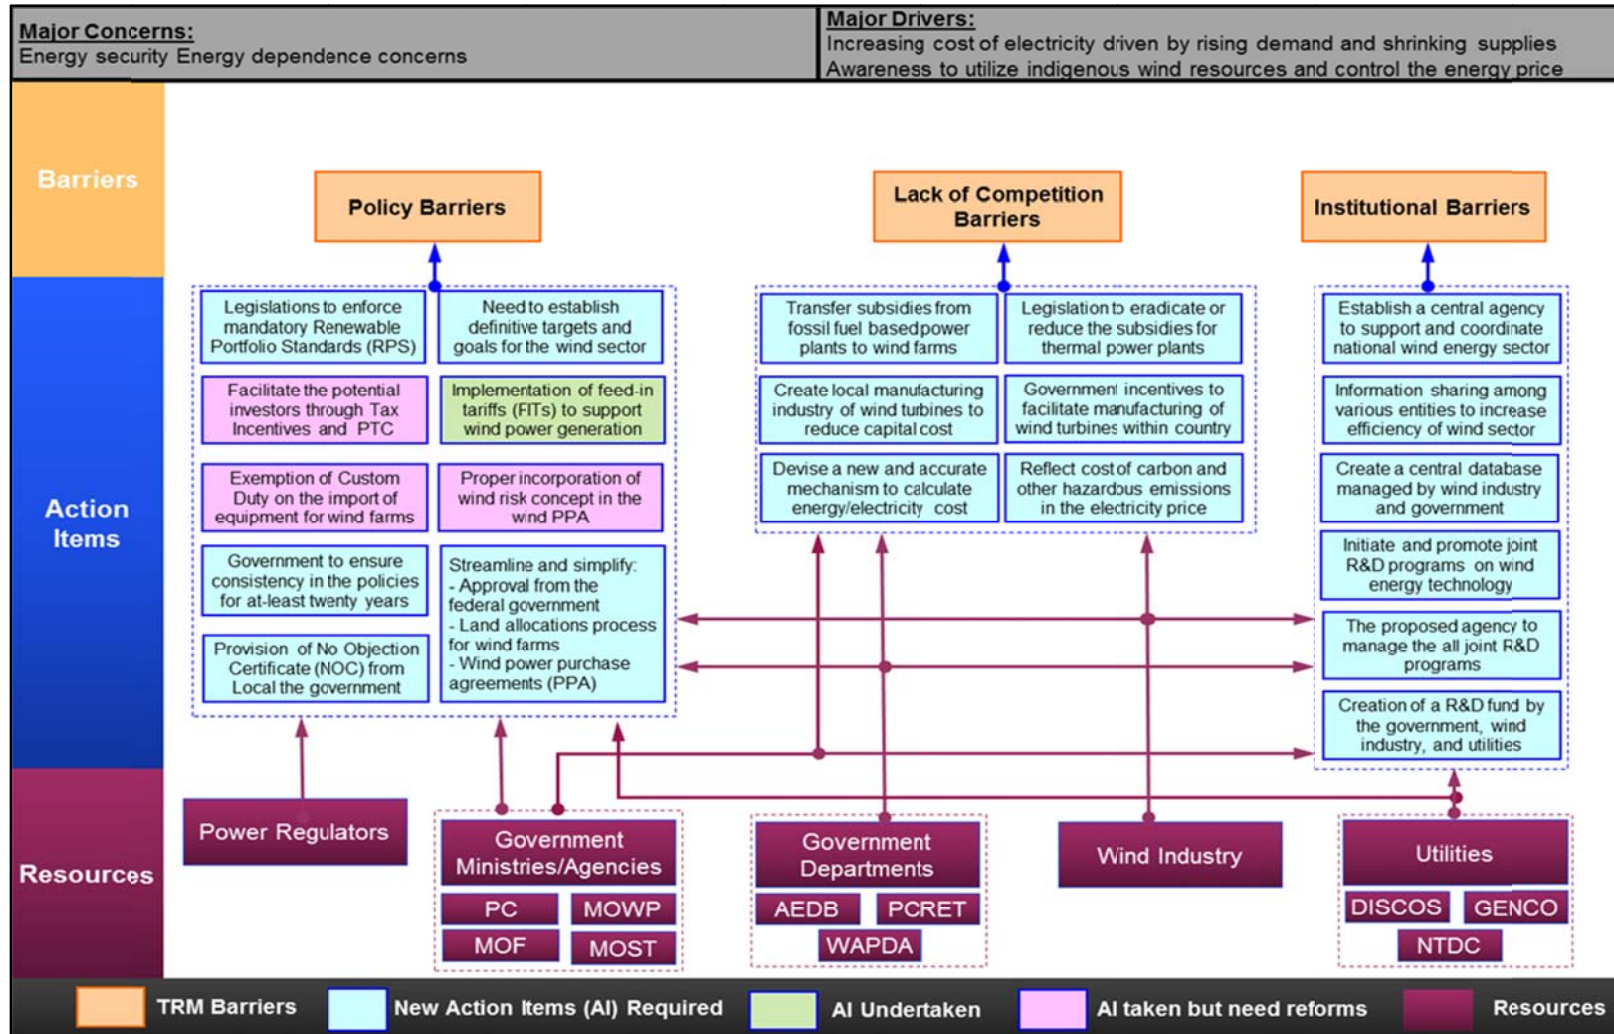 Major Concerns:
Energy security Energy dependence concerns
Major Drivers:
Increasing cost of electricity driven by rising demand and shrinking supplies
Awareness to utilize indigenous wind resources and control the energy price
Barriers
Policy Barriers
Lack of Competition
Barriers
Institutional Barriers
Action
Items
Legislations to enforce
mandatory Renewable
Portfolio Standards (RPS)
Need to establish
definitive targets and
goals for the wind sector
Facilitate the potential
investors through Tax
Incentives and PTC
Implementation of feed-in
tariffs (FITs) to support
wind power generation
Exemption of Custom
Duty on the import of
equipment for wind farms
Proper incorporation of
wind risk concept in the
wind PPA
Government to ensure
consistency in the policies
for at-least twenty years
Streamline and simplify:
- Approval from the
federal government
- Land allocations process
for wind farms
- Wind power purchase
agreements (PPA)
Provision of No Objection
Certificate (NOC) from
Local the government
Transfer subsidies from
fossil fuel based power
plants to wind farms
Legislation to eradicate or
reduce the subsidies for
thermal power plants
Create local manufacturing
industry of wind turbines to
reduce capital cost
Government incentives to
facilitate manufacturing of
wind turbines within country
Devise a new and accurate
mechanism to calculate
energy/electricity cost
Reflect cost of carbon and
other hazardous emissions
in the electricity price
Establish a central agency
to support and coordinate
national wind energy sector
Information sharing among
various entities to increase
efficiency of wind sector
Create a central database
managed by wind industry
and government
Initiate and promote joint
R&D programs on wind
energy technology
The proposed agency to
manage the all joint R&D
programs
Creation of a R&D fund by
the government, wind
industry, and utilities
Resources
Power Regulators
Government
Ministries/Agencies
PC
MOWP
MOF
MOST
Government
Departments
AEDB
PCRET
WAPDA
Wind Industry
Utilities
DISCOS
GENCO
NTDC
TRM Barriers
New Action Items (AI) Required
AI Undertaken
AI taken but need reforms
Resources